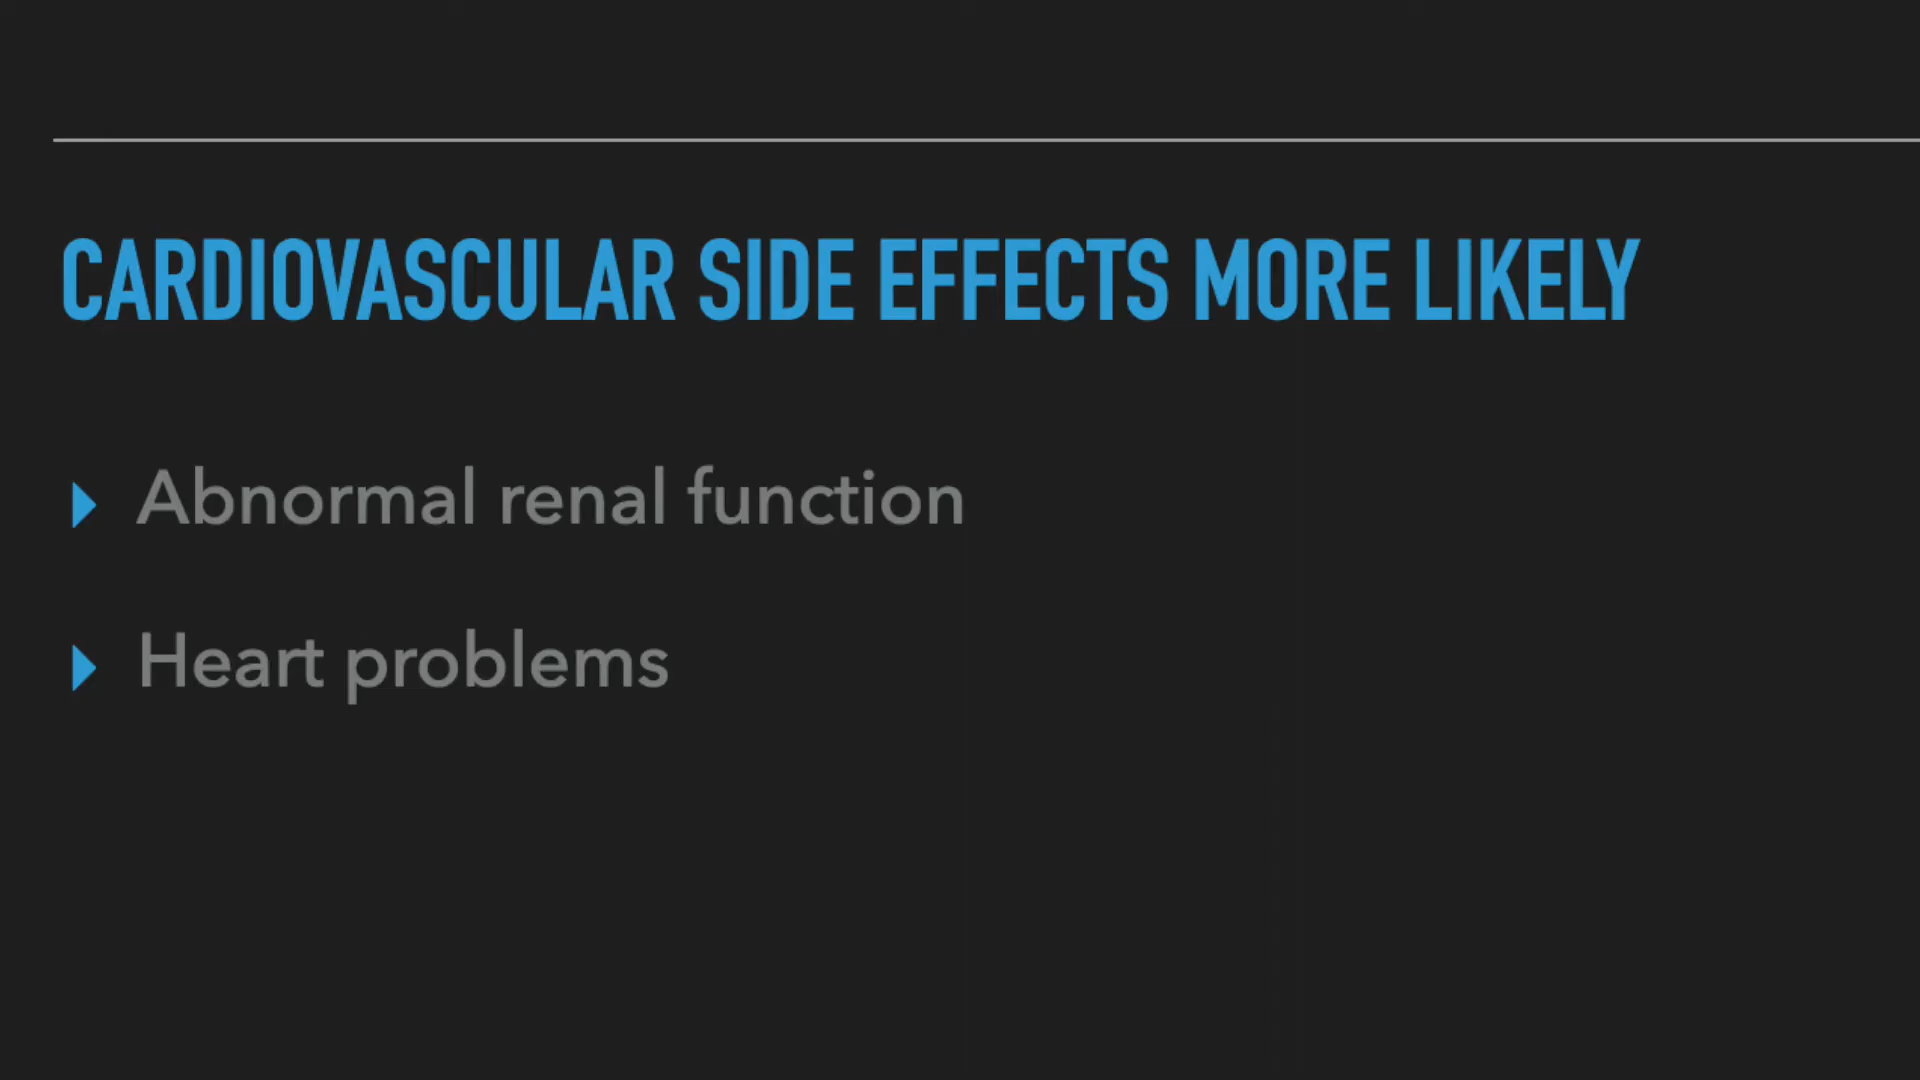 CARDIOVASCULAR SIDE EFFECTS MORE LIKELY
Abnormal renal function
Heart problems